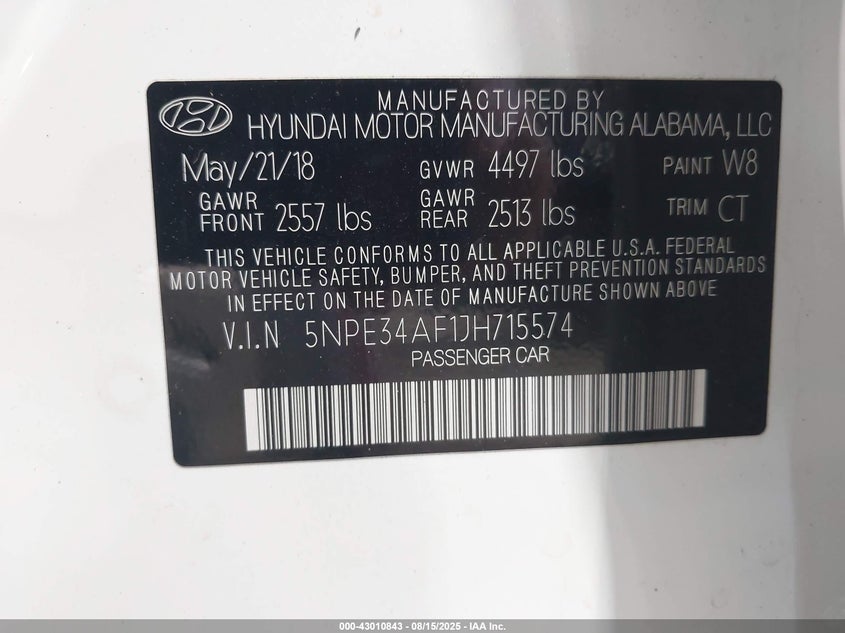 MANUFACTURED BY
HYUNDAI MOTOR MANUFACTURING ALABAMA, LLC
May/21/18 GVWR 4497 lbs PAINT W8
GAWR FRONT 2557 lbs GAWR REAR 2513 lbs TRIM CT
THIS VEHICLE CONFORMS TO ALL APPLICABLE U.S.A. FEDERAL
MOTOR VEHICLE SAFETY, BUMPER, AND THEFT PREVENTION STANDARDS
IN EFFECT ON THE DATE OF MANUFACTURE SHOWN ABOVE
V.I.N 5NPE34AF1JH715574
PASSENGER CAR
000-43010843 - 08/15/2025 - IAA Inc.